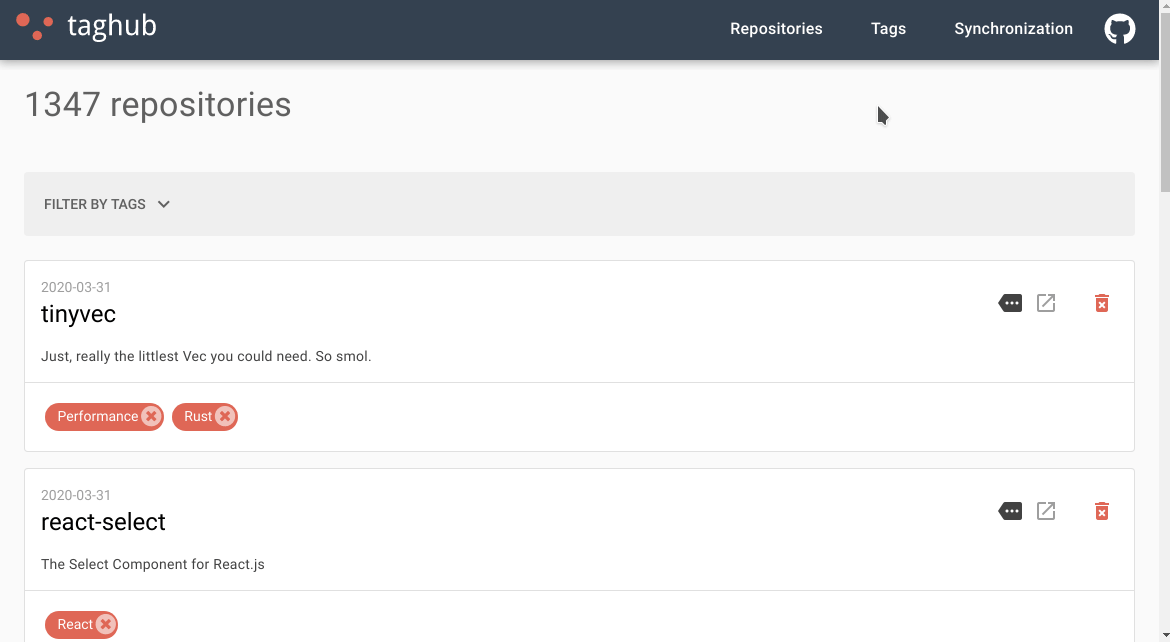 taghub
Repositories Tags Synchronization
1347 repositories
FILTER BY TAGS
2020-03-31
tinyvec
Just, really the littlest Vec you could need. So smol.
Performance Rust
2020-03-31
react-select
The Select Component for React.js
React